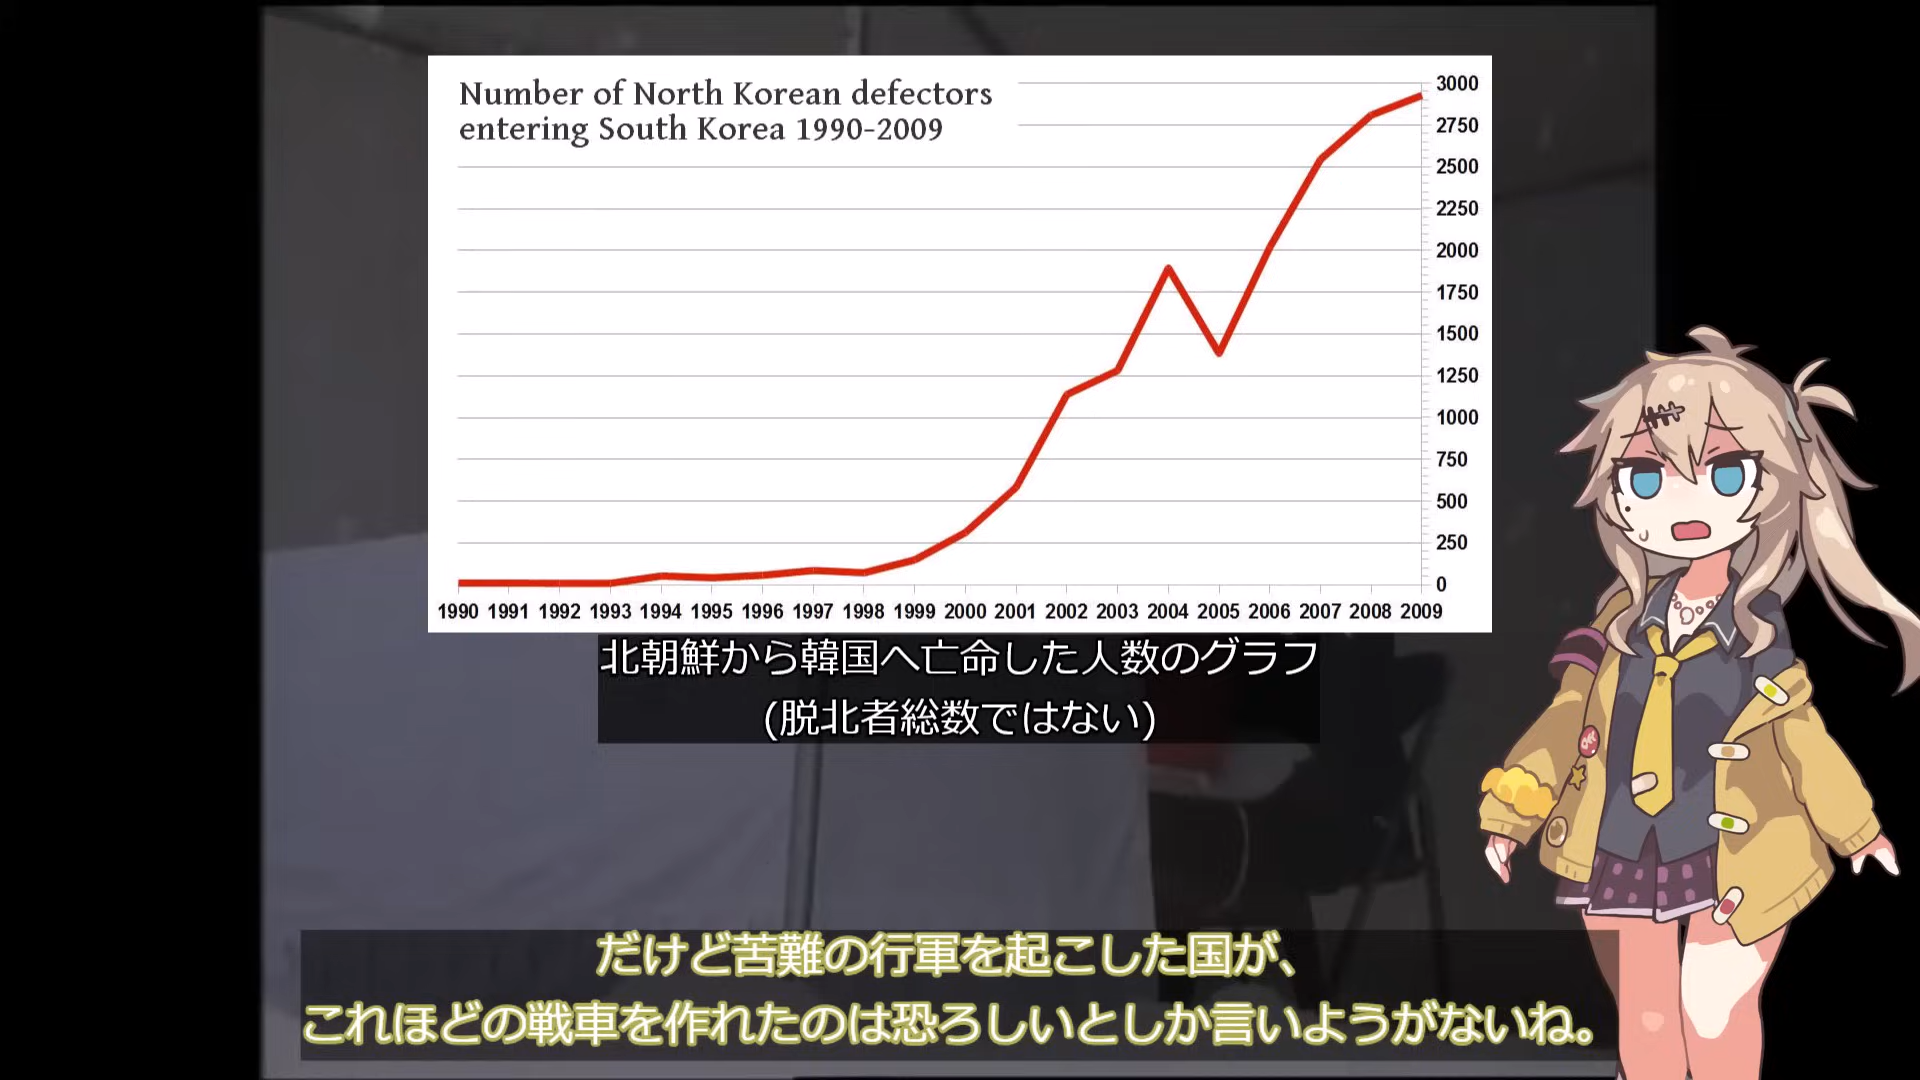 Number of North Korean defectors
entering South Korea 1990-2009
3000
2750
2500
2250
2000
1750
1500
1250
1000
750
500
250
0
1990 1991 1992 1993 1994 1995 1996 1997 1998 1999 2000 2001 2002 2003 2004 2005 2006 2007 2008 2009
北朝鮮から韓国へ亡命した人数のグラフ
(脱北者総数ではない)
だけど苦難の行軍を起こした国が、
これほどの戦車を作れたのは恐ろしいとしか言いようがないね。